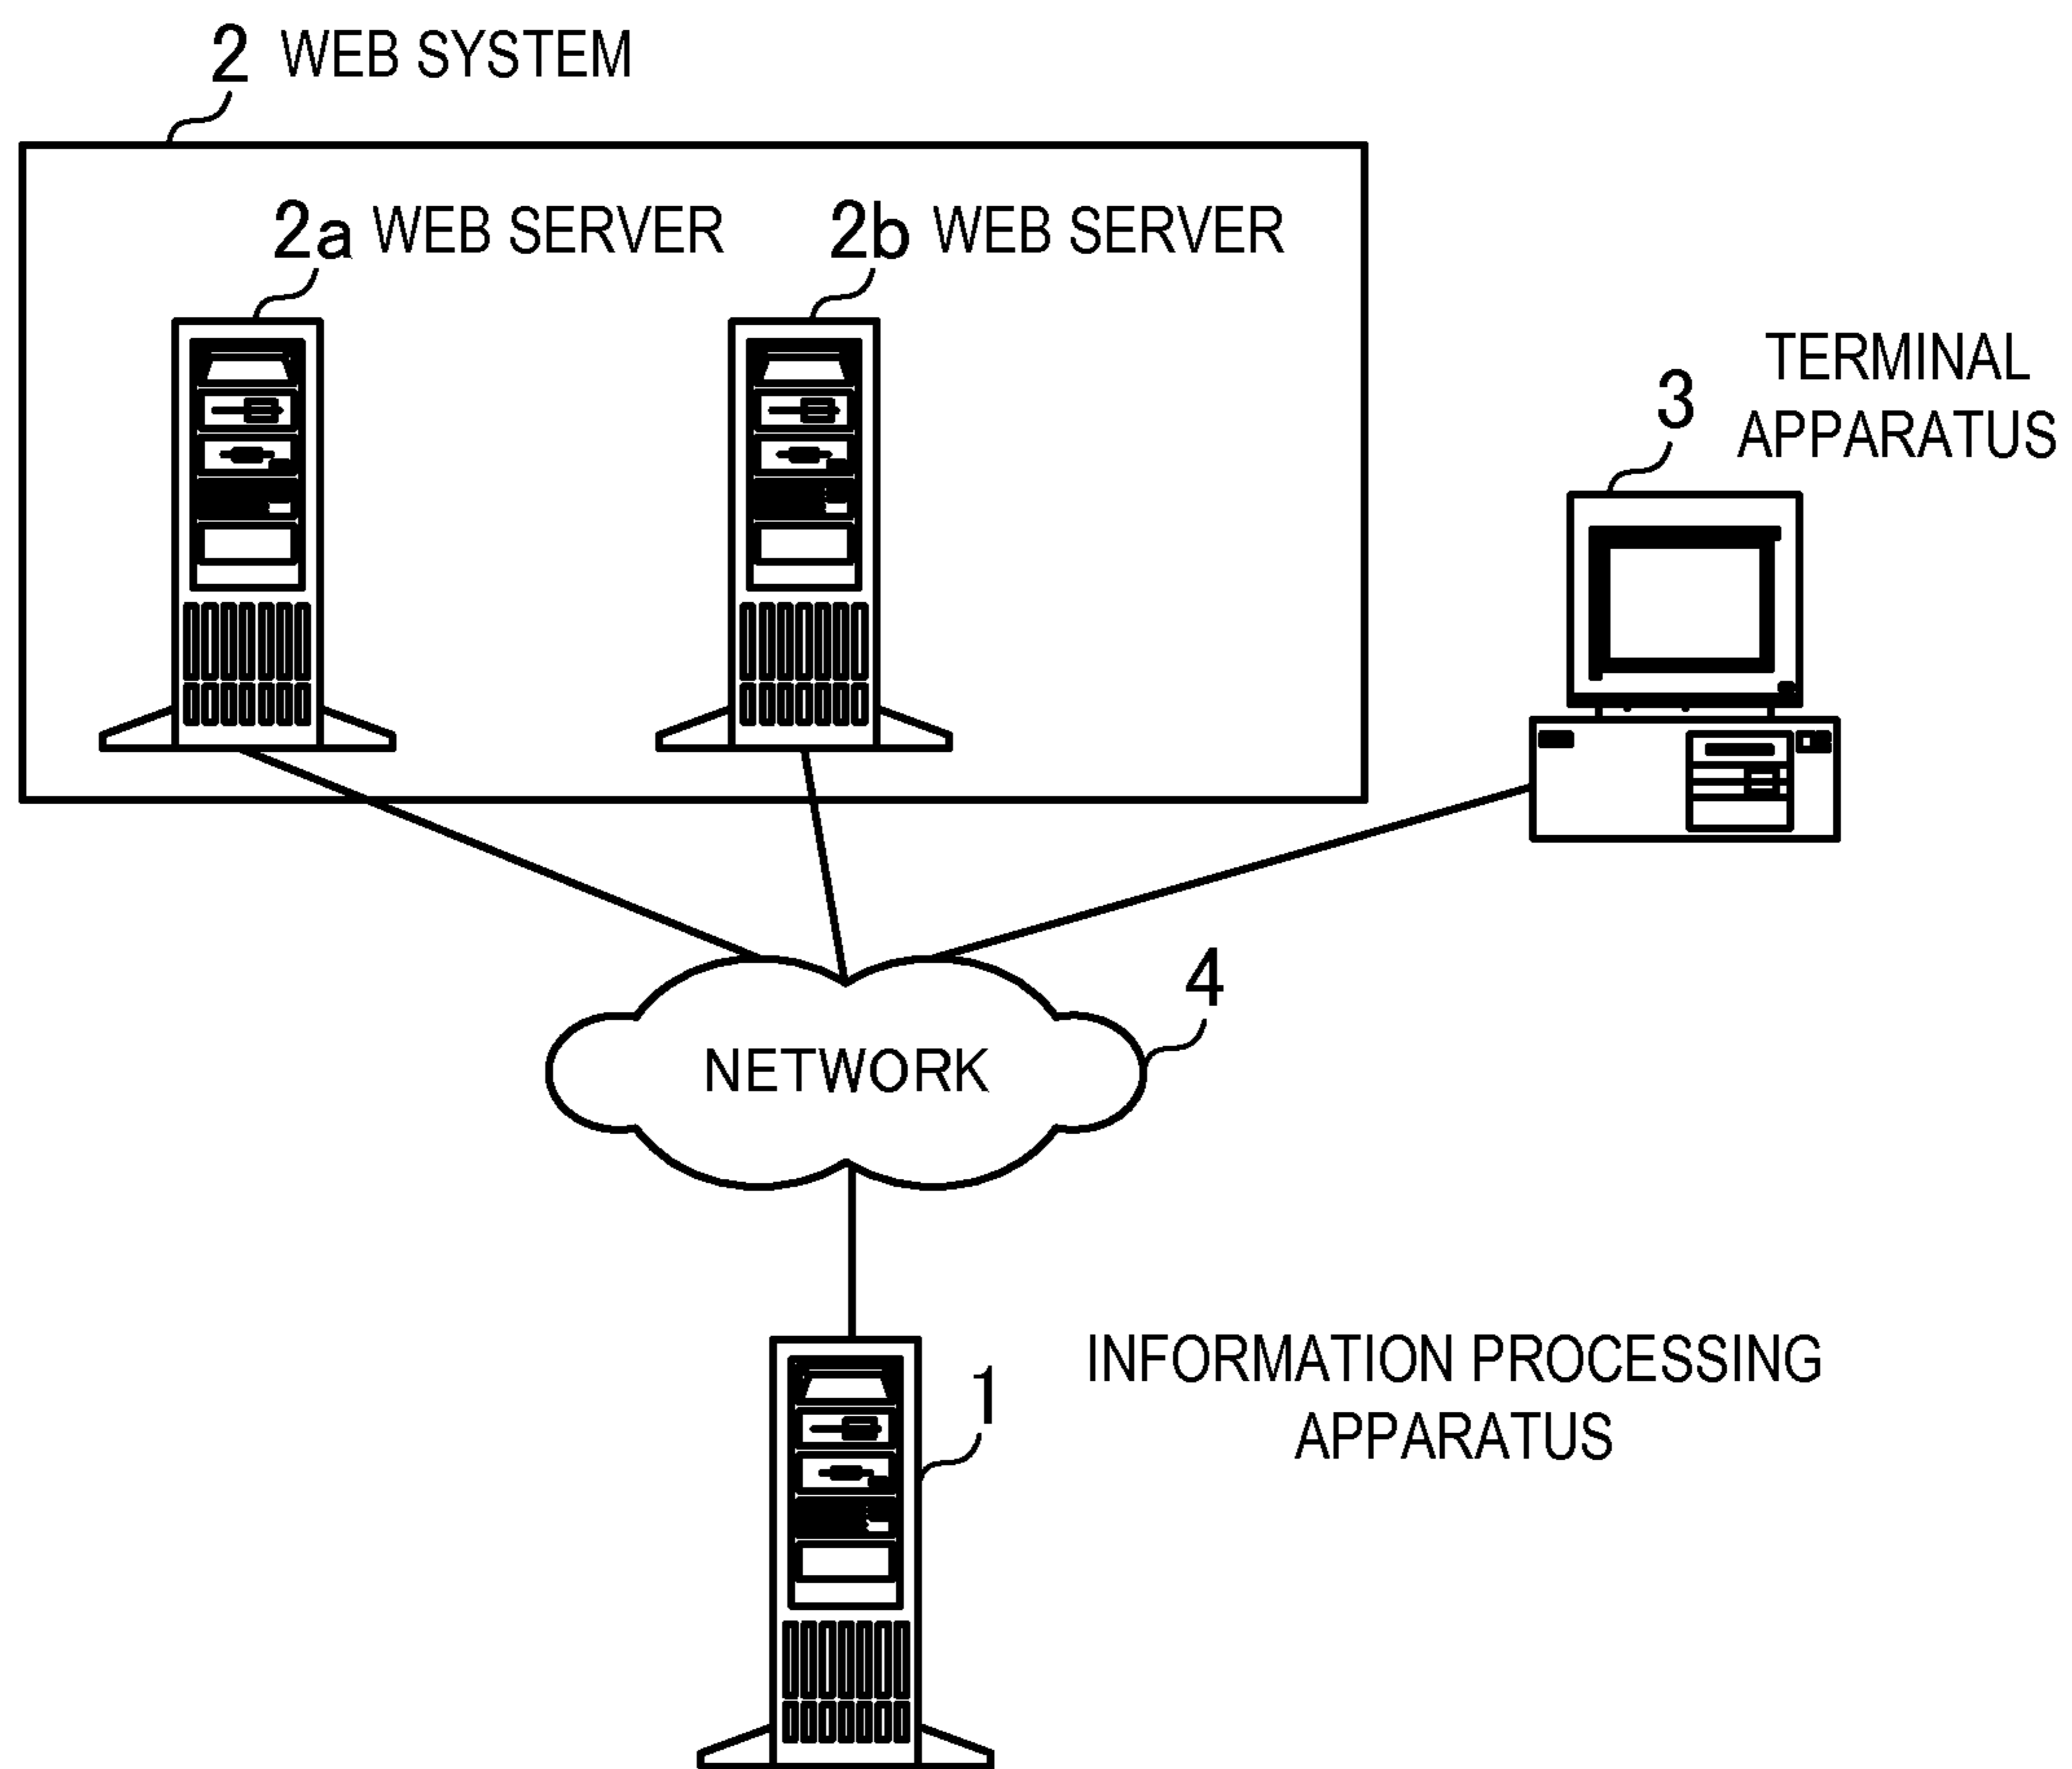 2 WEB SYSTEM
2a WEB SERVER
2b WEB SERVER
TERMINAL
3
APPARATUS
4
NETWORK
1
INFORMATION PROCESSING
APPARATUS